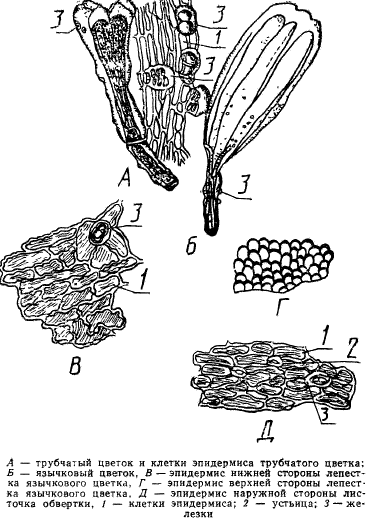 3
3
1
3
3
А
Б
3
1
В
Г
1
2
3
Д
А — трубчатый цветок и клетки эпидермиса трубчатого цветка;
Б — язычковый цветок, В — эпидермис нижней стороны лепест-
ка язычкового цветка, Г — эпидермис верхней стороны лепест-
ка язычкового цветка, Д — эпидермис наружной стороны лис-
точка обвертки, 1 — клетки эпидермиса; 2 — устьица; 3 — же-
лезки